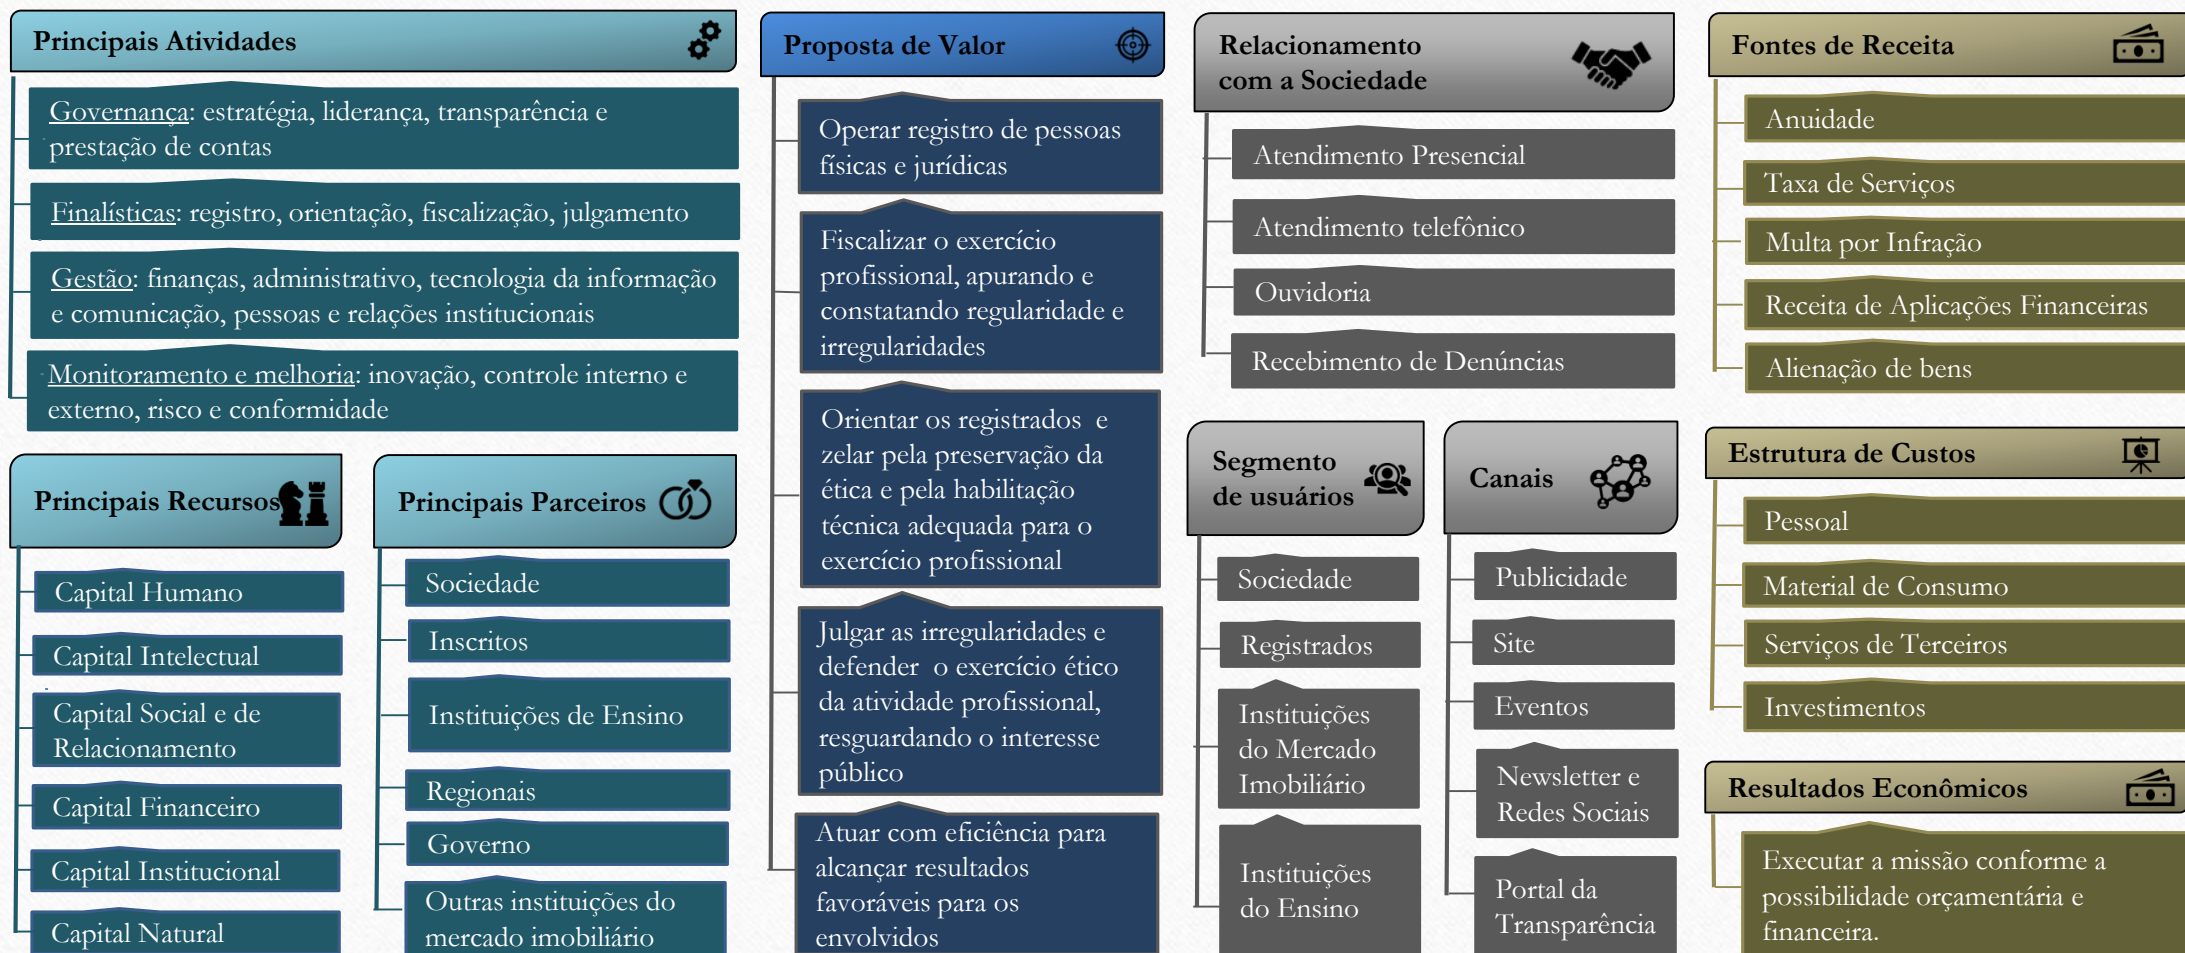 Principais Atividades
Governança: estratégia, liderança, transparência e
prestação de contas
Finalísticas: registro, orientação, fiscalização, julgamento
Gestão: finanças, administrativo, tecnologia da informação
e comunicação, pessoas e relações institucionais
Monitoramento e melhoria: inovação, controle interno e
externo, risco e conformidade
Principais Recursos
Capital Humano
Capital Intelectual
Capital Social e de
Relacionamento
Capital Financeiro
Capital Institucional
Capital Natural
Principais Parceiros
Sociedade
Inscritos
Instituições de Ensino
Regionais
Governo
Outras instituições do
mercado imobiliário
Proposta de Valor
Operar registro de pessoas
físicas e jurídicas
Fiscalizar o exercício
profissional, apurando e
constatando regularidade e
irregularidades
Orientar os registrados e
zelar pela preservação da
ética e pela habilitação
técnica adequada para o
exercício profissional
Julgar as irregularidades e
defender o exercício ético
da atividade profissional,
resguardando o interesse
público
Atuar com eficiência para
alcançar resultados
favoráveis para os
envolvidos
Relacionamento
com a Sociedade
Atendimento Presencial
Atendimento telefônico
Ouvidoria
Recebimento de Denúncias
Segmento
de usuários
Sociedade
Registrados
Instituições
do Mercado
Imobiliário
Instituições
do Ensino
Canais
Publicidade
Site
Eventos
Newsletter e
Redes Sociais
Portal da
Transparência
Fontes de Receita
Anuidade
Taxa de Serviços
Multa por Infração
Receita de Aplicações Financeiras
Alienação de bens
Estrutura de Custos
Pessoal
Material de Consumo
Serviços de Terceiros
Investimentos
Resultados Econômicos
Executar a missão conforme a
possibilidade orçamentária e
financeira.